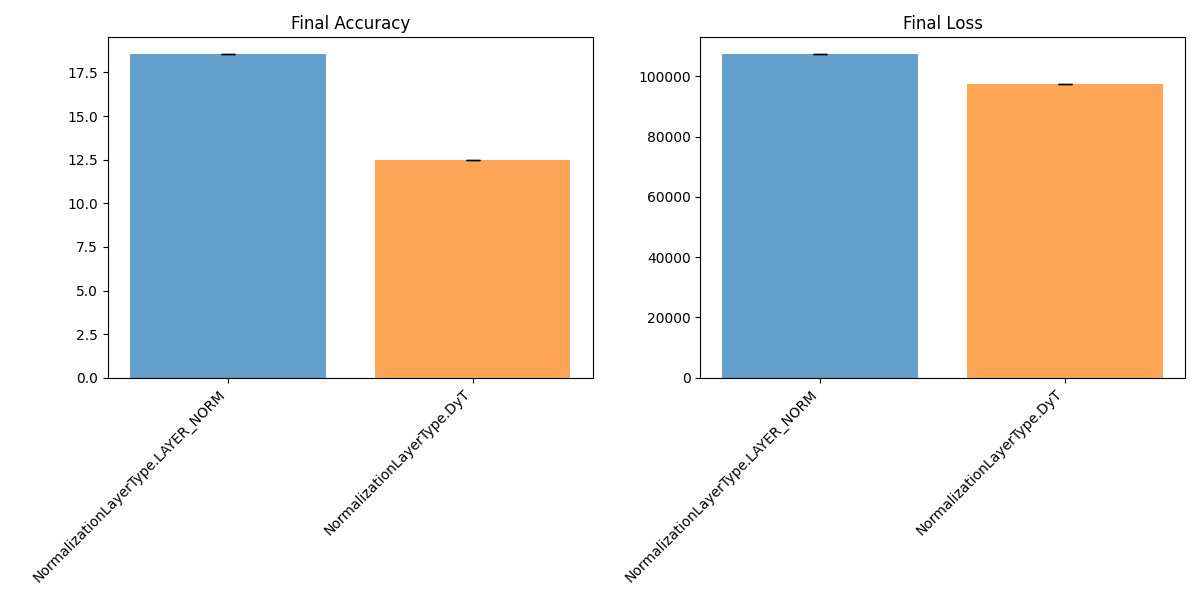 Final Accuracy
17.5
15.0
12.5
10.0
7.5
5.0
2.5
0.0
NormalizationLayerType.LAYER_NORM
NormalizationLayerType.DyT
Final Loss
100000
80000
60000
40000
20000
0
NormalizationLayerType.LAYER_NORM
NormalizationLayerType.DyT